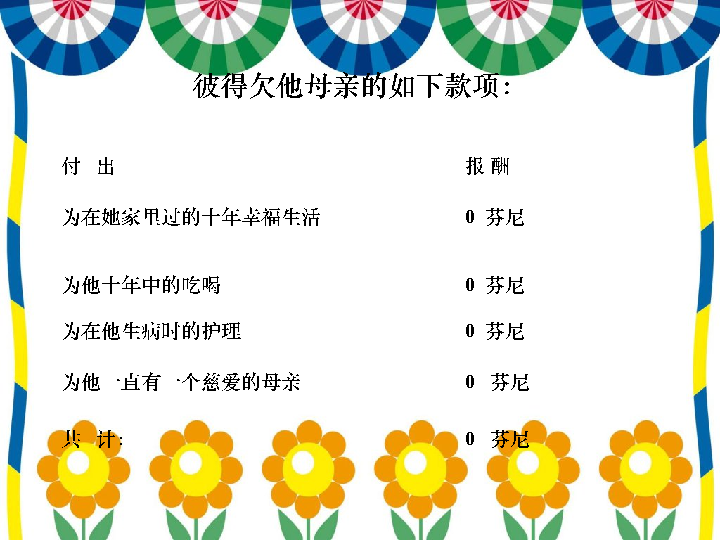 彼得欠他母亲的如下款项：
付 出 报 酬
为在她家里过的十年幸福生活 0 芬尼
为他十年中的吃喝 0 芬尼
为在他生病时的护理 0 芬尼
为他一直有一个慈爱的母亲 0 芬尼
共 计： 0 芬尼